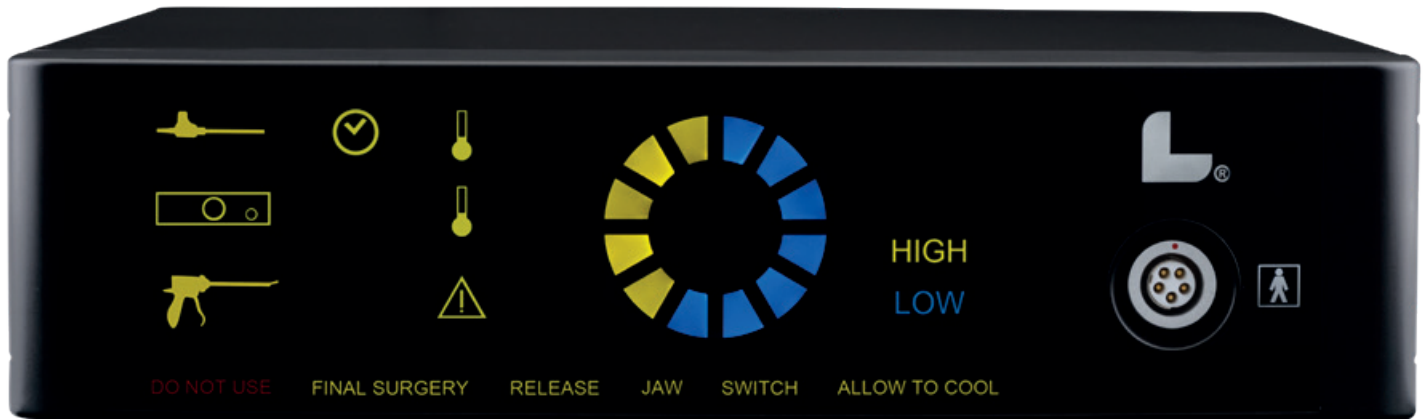 L®
HIGH
LOW
DO NOT USE FINAL SURGERY RELEASE JAW SWITCH ALLOW TO COOL